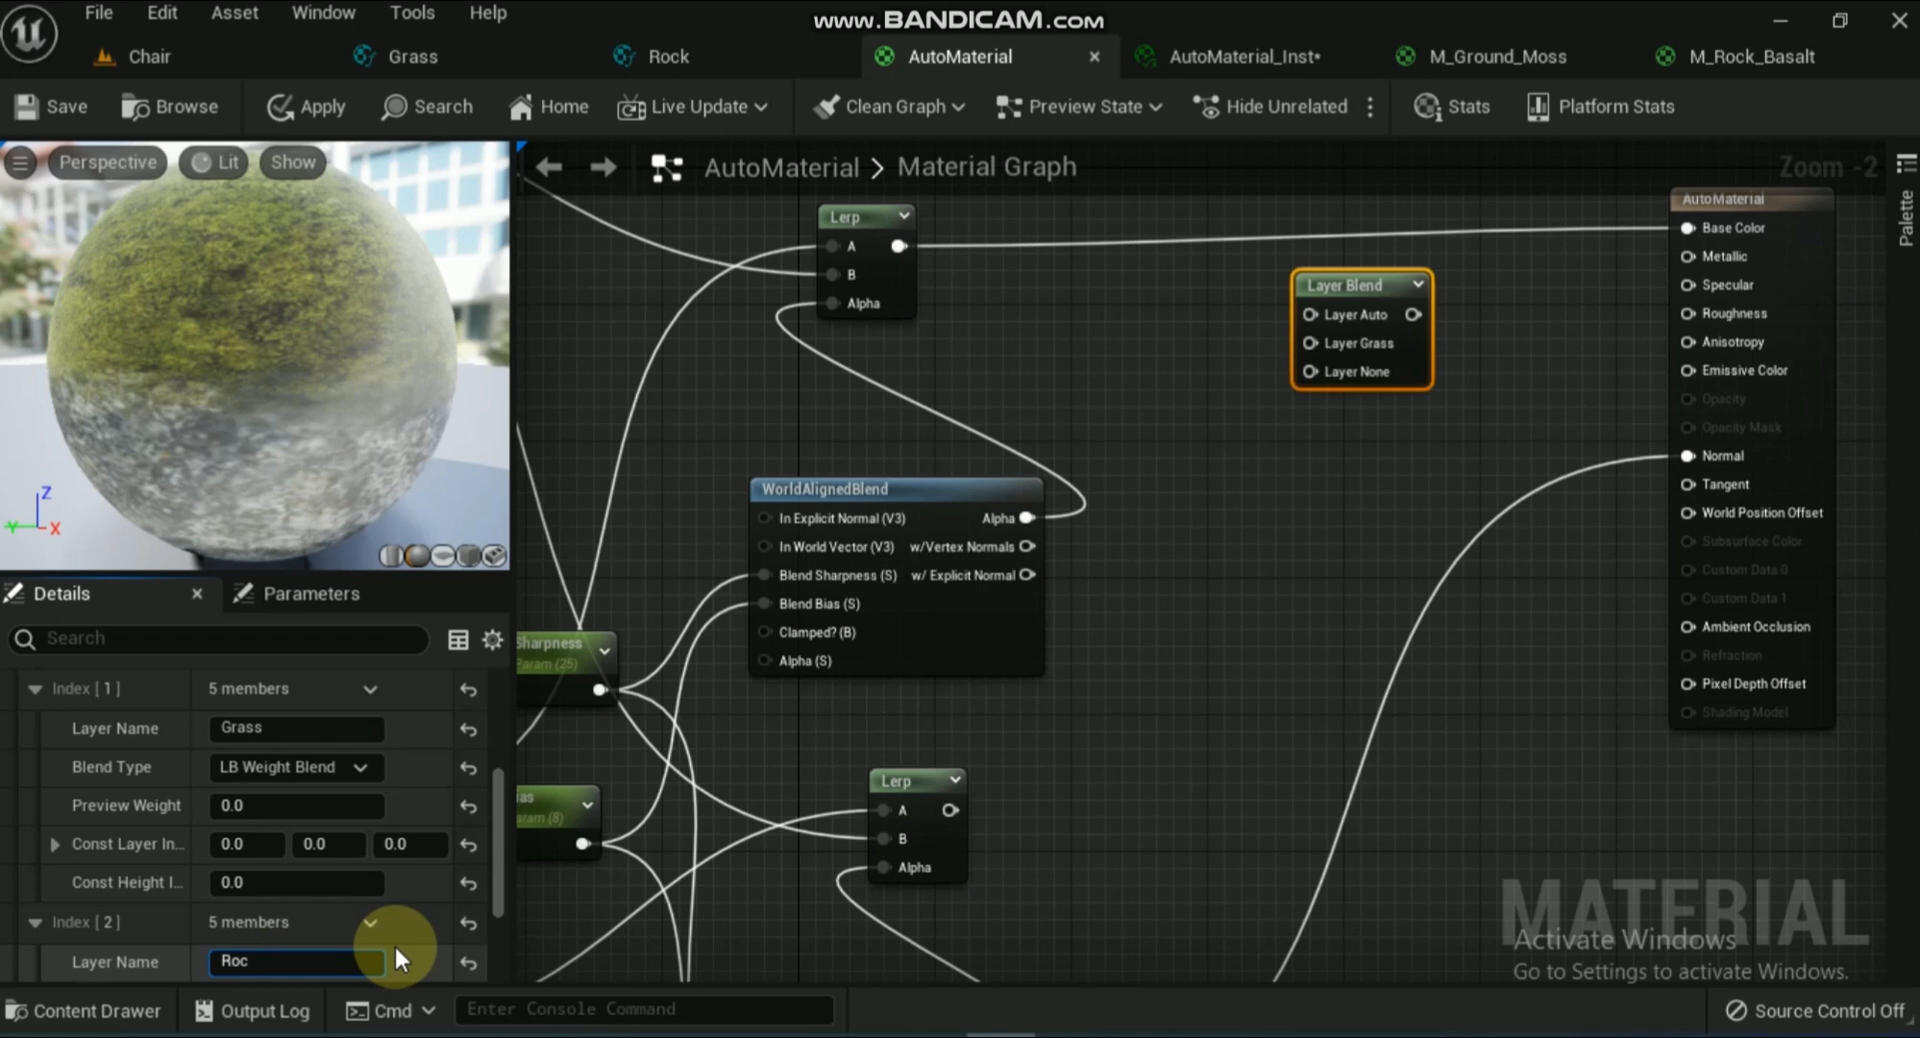 File Edit Asset Window Tools Help
www.BANDICAM.com
Chair Grass Rock AutoMaterial AutoMaterial_Inst* M_Ground_Moss M_Rock_Basalt
Save Browse Apply Search Home Live Update Clean Graph Preview State Hide Unrelated Stats Platform Stats
Perspective Lit Show
AutoMaterial > Material Graph
Zoom -2
Palette
Lerp
A
B
Alpha
Layer Blend
Layer Auto
Layer Grass
Layer None
AutoMaterial
Base Color
Metallic
Specular
Roughness
Anisotropy
Emissive Color
Opacity
Opacity Mask
Normal
Tangent
World Position Offset
Subsurface Color
Custom Data 0
Custom Data 1
Ambient Occlusion
Refraction
Pixel Depth Offset
Shading Model
WorldAlignedBlend
In Explicit Normal (V3) Alpha
In World Vector (V3) w/Vertex Normals
Blend Sharpness (S) w/ Explicit Normal
Blend Bias (S)
Clamped? (B)
Alpha (S)
Sharpness
Param (25)
ias
aram (8)
Lerp
A
B
Alpha
Z
Y
X
Details Parameters
Search
Index [ 1 ] 5 members
Layer Name Grass
Blend Type LB Weight Blend
Preview Weight 0.0
Const Layer In... 0.0 0.0 0.0
Const Height I... 0.0
Index [ 2 ] 5 members
Layer Name Roc
MATERIAL
Activate Windows
Go to Settings to activate Windows.
Content Drawer Output Log Cmd Enter Console Command Source Control Off